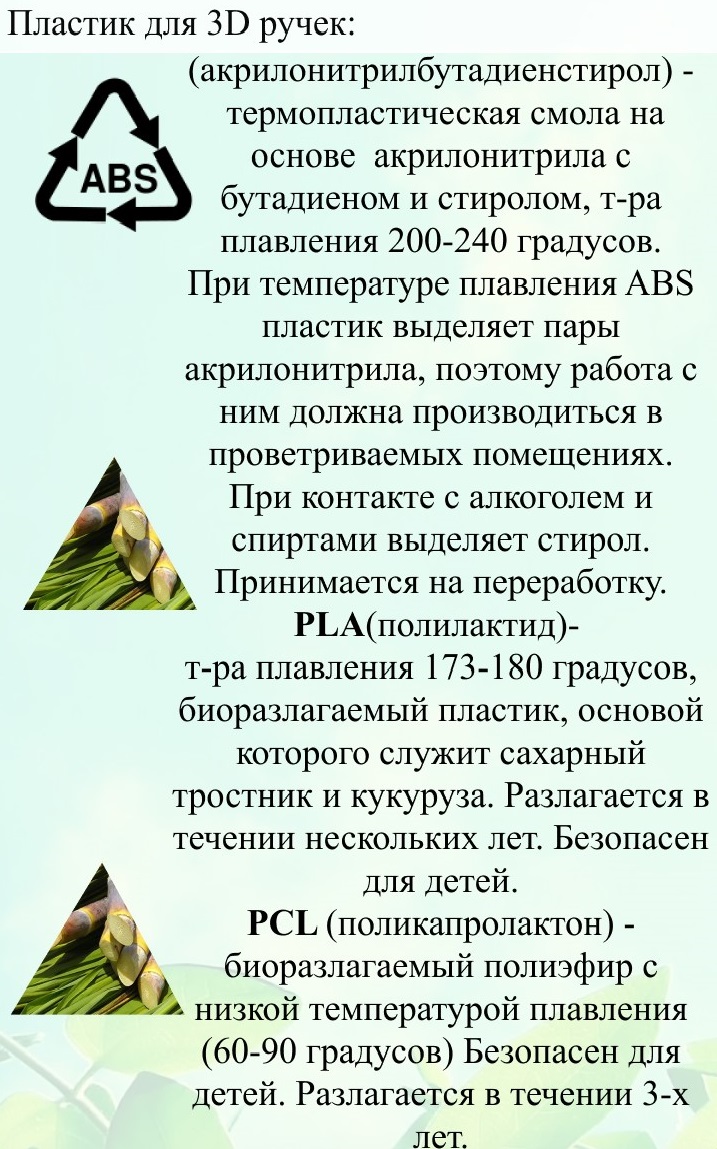 Пластик для 3D ручек:
ABS
(акрилонитрилбутадиенстирол) -
термопластическая смола на
основе акрилонитрила с
бутадиеном и стиролом, т-ра
плавления 200-240 градусов.
При температуре плавления ABS
пластик выделяет пары
акрилонитрила, поэтому работа с
ним должна производиться в
проветриваемых помещениях.
При контакте с алкоголем и
спиртами выделяет стирол.
Принимается на переработку.
PLA(полилактид)-
т-ра плавления 173-180 градусов,
биоразлагаемый пластик, основой
которого служит сахарный
тростник и кукуруза. Разлагается в
течении нескольких лет. Безопасен
для детей.
PCL (поликапролактон) -
биоразлагаемый полиэфир с
низкой температурой плавления
(60-90 градусов) Безопасен для
детей. Разлагается в течении 3-х
лет.